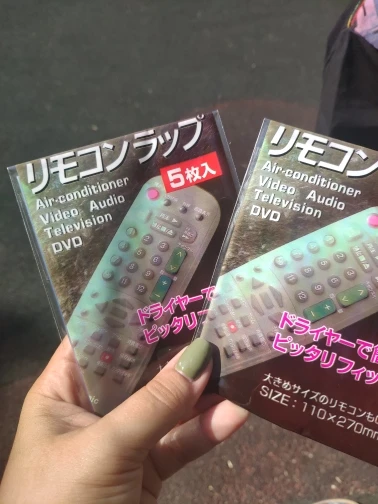 リモコンラップ
5枚入
Air-conditioner
Video Audio
Television
DVD
ドライヤーで
ピッタリフ
リモコン
Air-conditioner
Video Audio
Television
DVD
ドライヤーで
ピッタリフィッ
大きめサイズのリモコンも
SIZE:110×270mm